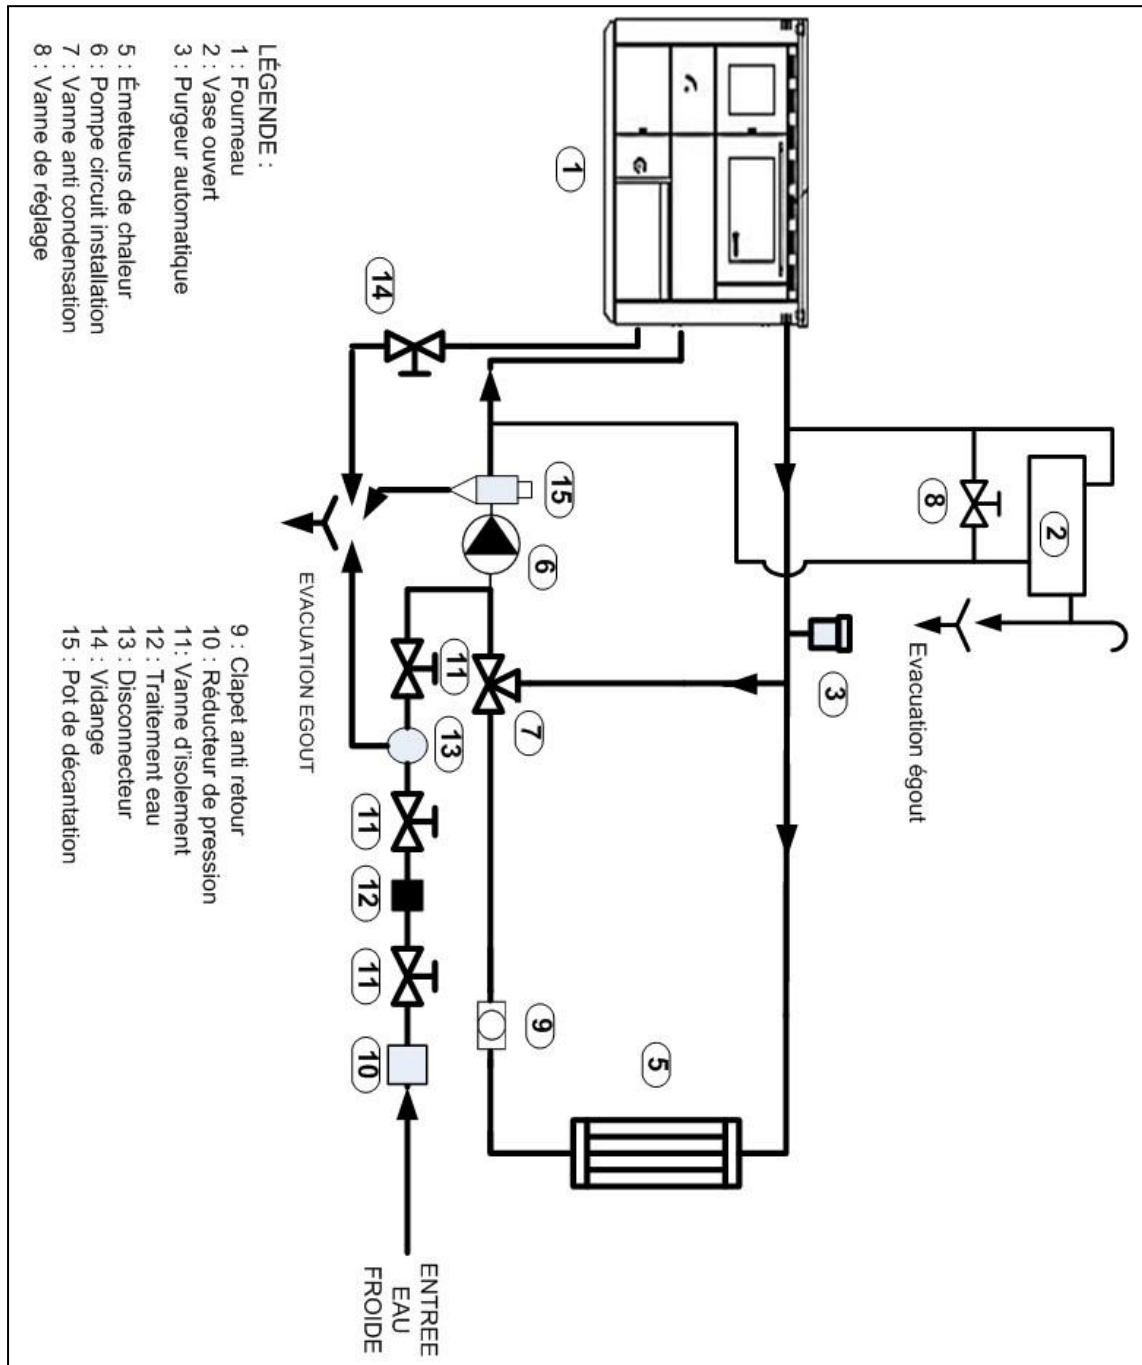 2
Evacuation égout
8
3
1
14
15
6
EVACUATION EGOUT
11
13
7
11
12
11
10
9
5
ENTREE
EAU
FROIDE
LÉGENDE :
1 : Fourneau
2 : Vase ouvert
3 : Purgeur automatique
5 : Émetteurs de chaleur
6 : Pompe circuit installation
7 : Vanne anti condensation
8 : Vanne de réglage
9 : Clapet anti retour
10 : Réducteur de pression
11: Vanne d'isolement
12 : Traitement eau
13 : Disconnecteur
14 : Vidange
15 : Pot de décantation